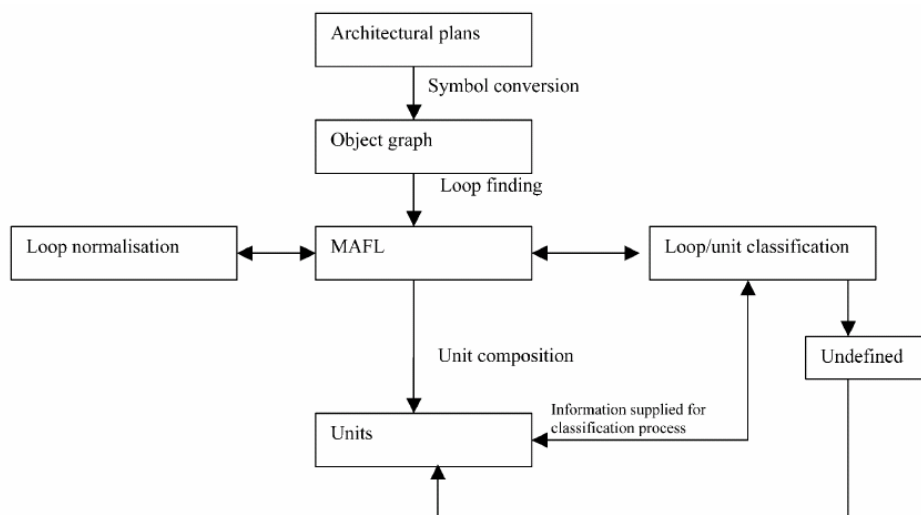 Architectural plans
Symbol conversion
Object graph
Loop finding
Loop normalisation
MAFL
Loop/unit classification
Unit composition
Undefined
Information supplied for
classification process
Units